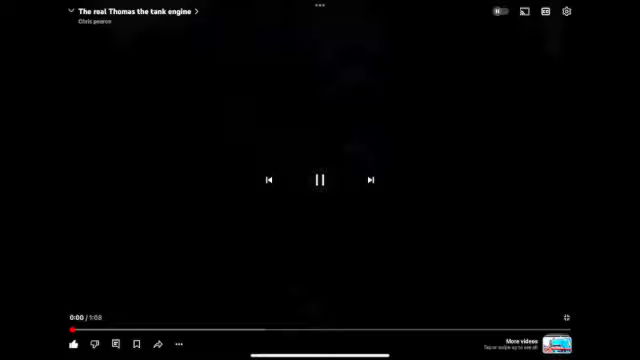 The real Thomas the tank engine
Chris pearce
0:00 / 1:08
More videos
Tap or swipe up to see all